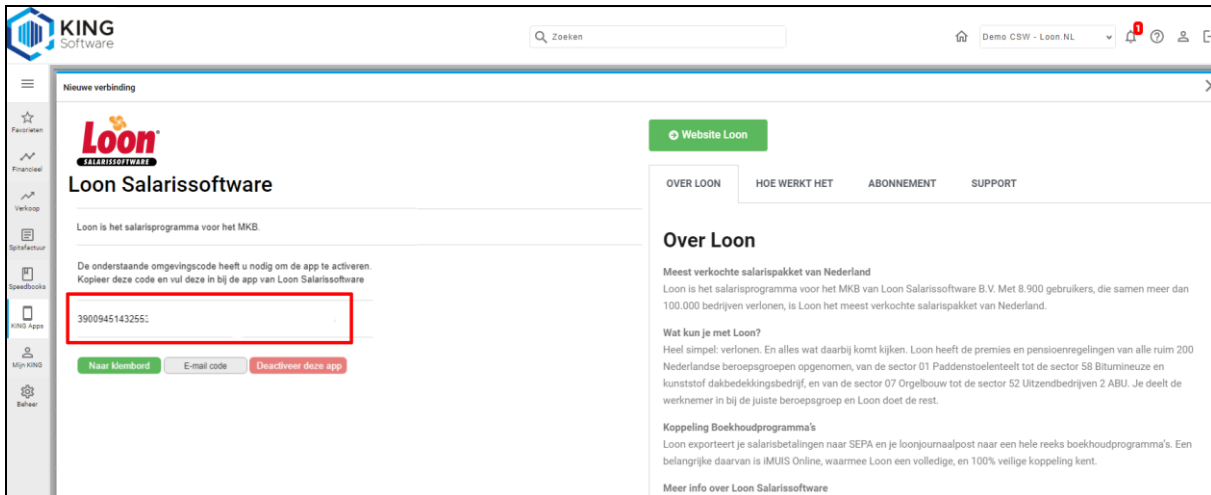 KING
Software
Zoeken
Demo CSW - Loon.NL
1
Nieuwe verbinding
Favorieten
Financieel
Verkoop
Spitsfactuur
Speedbooks
KING Apps
Mijn KING
Beheer
Loon
SALARISSOFTWARE
Loon Salarissoftware
Loon is het salarisprogramma voor het MKB.
De onderstaande omgevingscode heeft u nodig om de app te activeren.
Kopieer deze code en vul deze in bij de app van Loon Salarissoftware
Naar klembord
E-mail code
Deactiveer deze app
Website Loon
OVER LOON
HOE WERKT HET
ABONNEMENT
SUPPORT
Over Loon
Meest verkochte salarispakket van Nederland
Loon is het salarisprogramma voor het MKB van Loon Salarissoftware B.V. Met 8.900 gebruikers, die samen meer dan
100.000 bedrijven verlonen, is Loon het meest verkochte salarispakket van Nederland.
Wat kun je met Loon?
Heel simpel: verlonen. En alles wat daarbij komt kijken. Loon heeft de premies en pensioenregelingen van alle ruim 200
Nederlandse beroepsgroepen opgenomen, van de sector 01 Paddenstoelenteelt tot de sector 58 Bitumineuze en
kunststof dakbedekkingsbedrijf, en van de sector 07 Orgelbouw tot de sector 52 Uitzendbedrijven 2 ABU. Je deelt de
werknemer in bij de juiste beroepsgroep en Loon doet de rest.
Koppeling Boekhoudprogramma's
Loon exporteert je salarisbetalingen naar SEPA en je loonjournaalpost naar een hele reeks boekhoudprogramma's. Een
belangrijke daarvan is iMUIS Online, waarmee Loon een volledige, en 100% veilige koppeling kent.
Meer info over Loon Salarissoftware